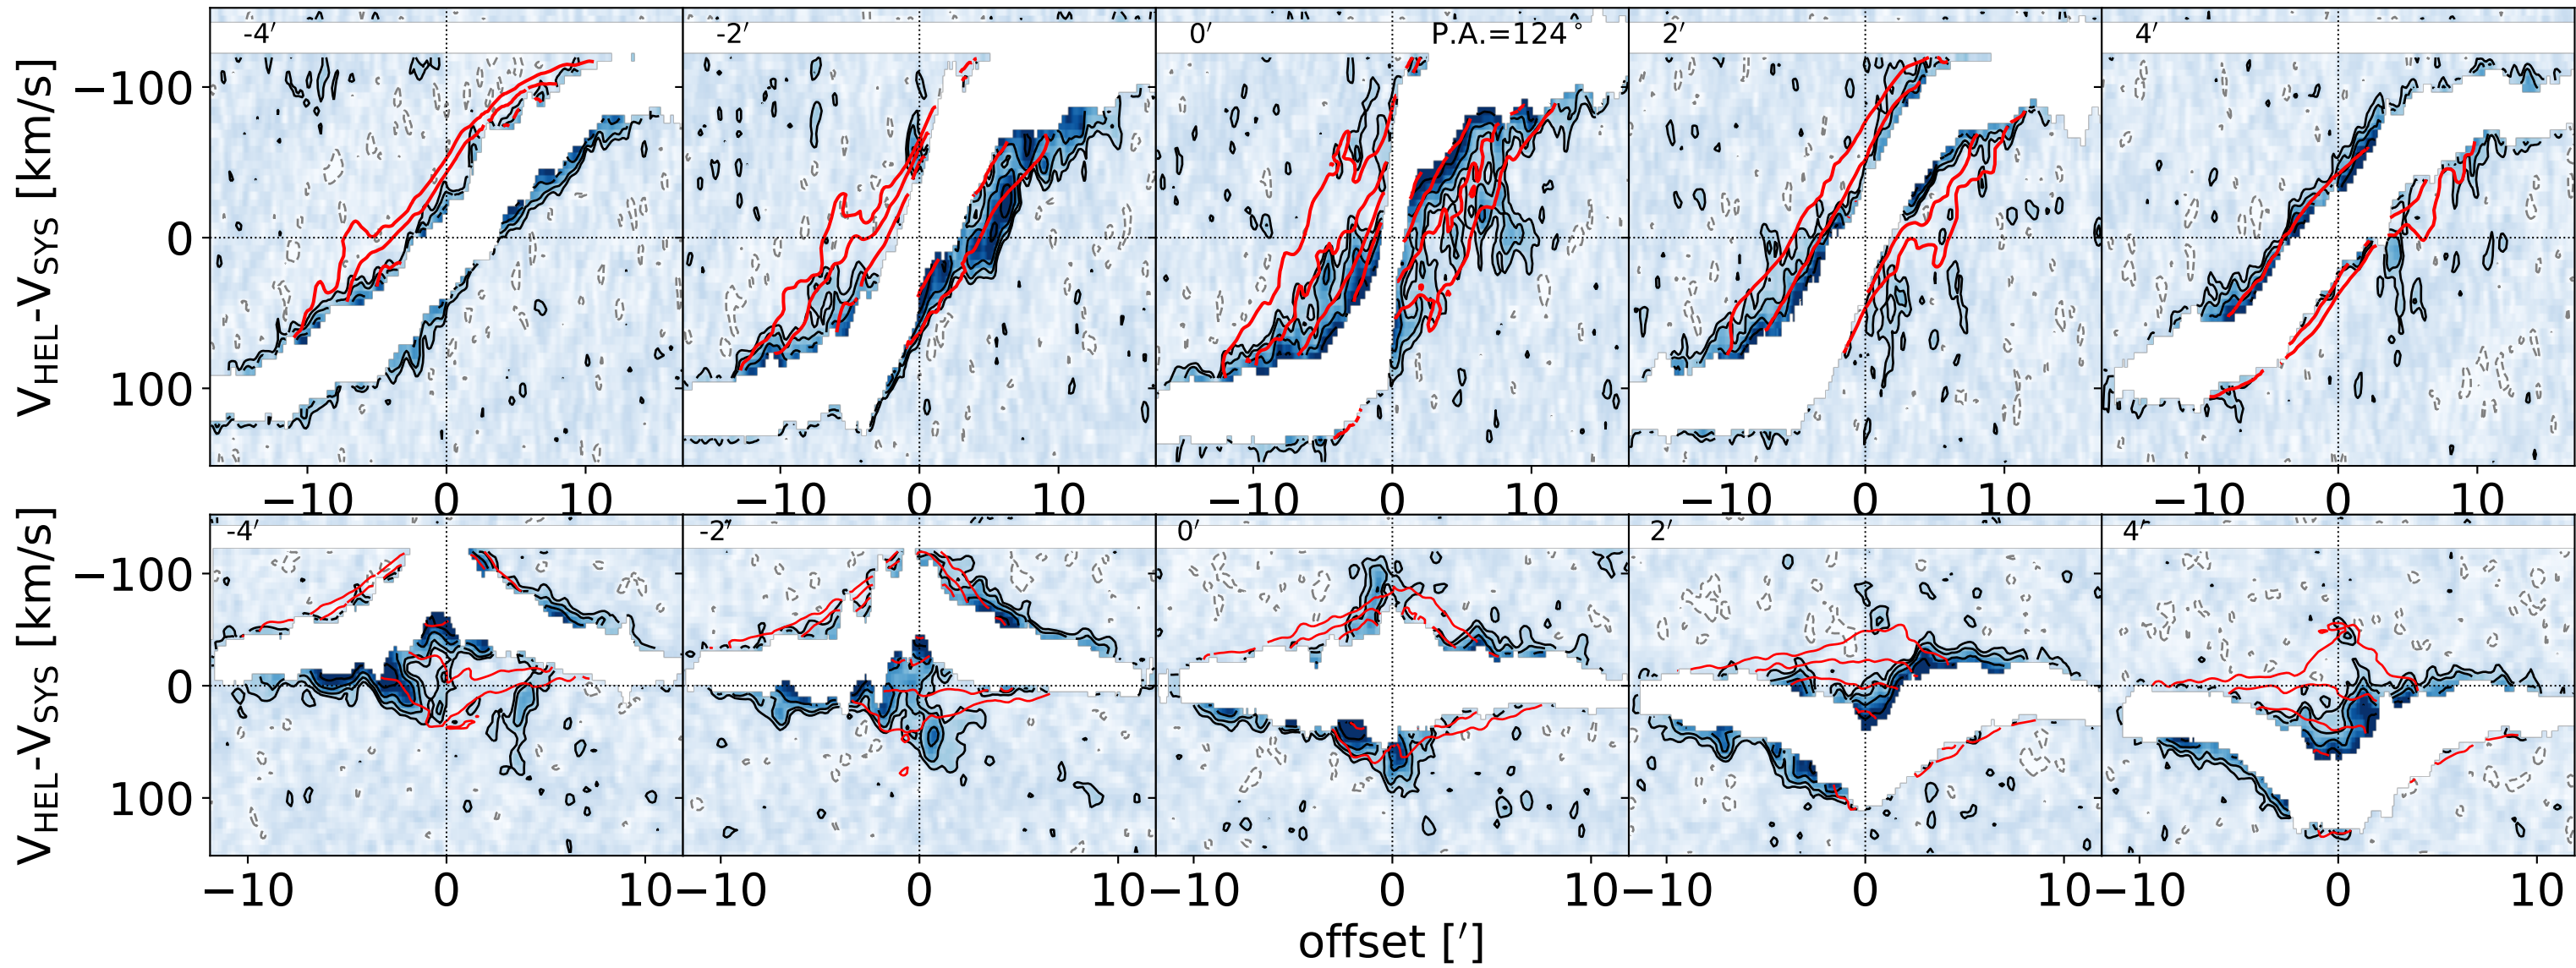 -4′ -2′ 0′ P.A.=124° 2′ 4′
V_HEL-V_SYS [km/s]
−100
0
100
−10 0 10 −10 0 10 −10 0 10 −10 0 10 −10 0 10
-4′ -2′ 0′ 2′ 4′
V_HEL-V_SYS [km/s]
−100
0
100
−10 0 10 −10 0 10 −10 0 10 −10 0 10 −10 0 10
offset [′]